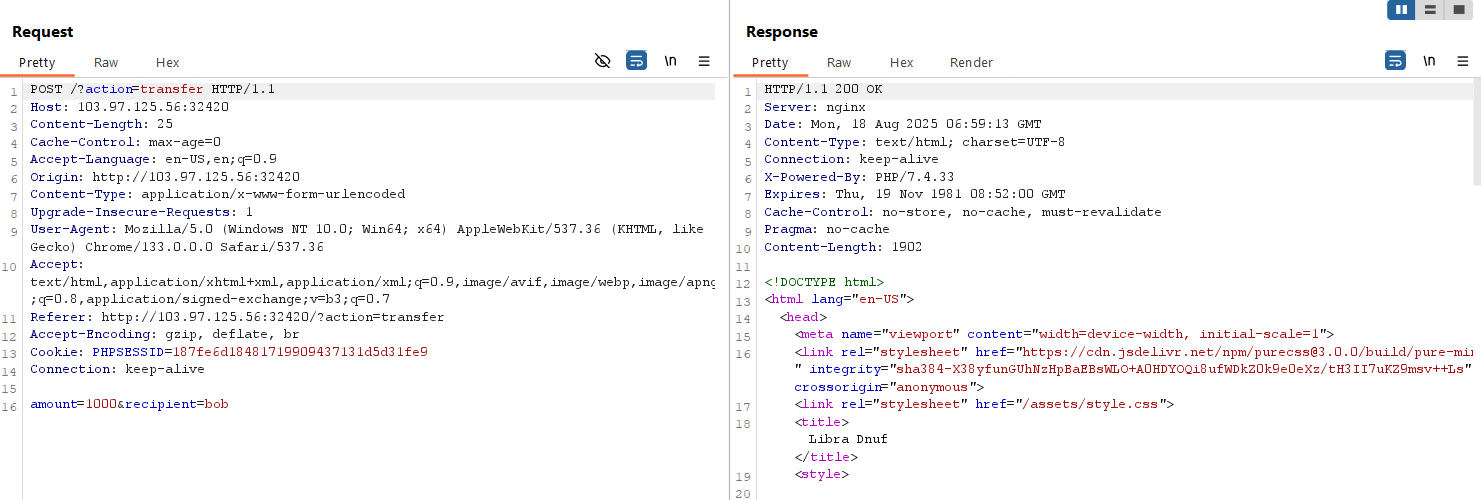 Request
Pretty Raw Hex
\n
1 POST /?action=transfer HTTP/1.1
2 Host: 103.97.125.56:32420
3 Content-Length: 25
4 Cache-Control: max-age=0
5 Accept-Language: en-US,en;q=0.9
6 Origin: http://103.97.125.56:32420
7 Content-Type: application/x-www-form-urlencoded
8 Upgrade-Insecure-Requests: 1
9 User-Agent: Mozilla/5.0 (Windows NT 10.0; Win64; x64) AppleWebKit/537.36 (KHTML, like
Gecko) Chrome/133.0.0.0 Safari/537.36
10 Accept:
text/html,application/xhtml+xml,application/xml;q=0.9,image/avif,image/webp,image/apng
;q=0.8,application/signed-exchange;v=b3;q=0.7
11 Referer: http://103.97.125.56:32420/?action=transfer
12 Accept-Encoding: gzip, deflate, br
13 Cookie: PHPSESSID=187fe6d18481719909437131d5d31fe9
14 Connection: keep-alive
15
16 amount=1000&recipient=bob
Response
Pretty Raw Hex Render
\n
1 HTTP/1.1 200 OK
2 Server: nginx
3 Date: Mon, 18 Aug 2025 06:59:13 GMT
4 Content-Type: text/html; charset=UTF-8
5 Connection: keep-alive
6 X-Powered-By: PHP/7.4.33
7 Expires: Thu, 19 Nov 1981 08:52:00 GMT
8 Cache-Control: no-store, no-cache, must-revalidate
9 Pragma: no-cache
10 Content-Length: 1902
11
12 <!DOCTYPE html>
13 <html lang="en-US">
14 <head>
15 <meta name="viewport" content="width=device-width, initial-scale=1">
16 <link rel="stylesheet" href="https://cdn.jsdelivr.net/npm/purecss@3.0.0/build/pure-min
" integrity="sha384-X38yfunGUhNzHpBaEBsWLO+A0HDYOQi8ufWDkZ0k9e0eXz/tH3II7uKZ9msv++Ls"
crossorigin="anonymous">
17 <link rel="stylesheet" href="/assets/style.css">
18 <title>
Libra Dnuf
</title>
19 <style>
20